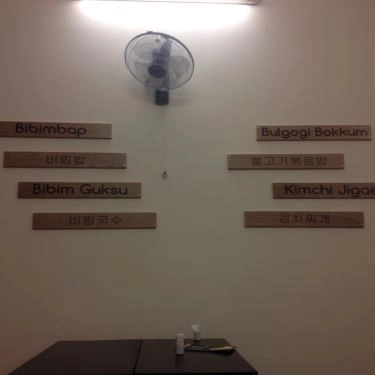 Bibimbap
비빔밥
Bibim Guksu
비빔국수
Bulgogi Bokkum
불고기볶음밥
Kimchi Jigae
김치찌개